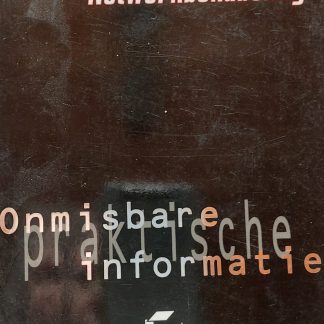 Onmisbare
praktische
informatie